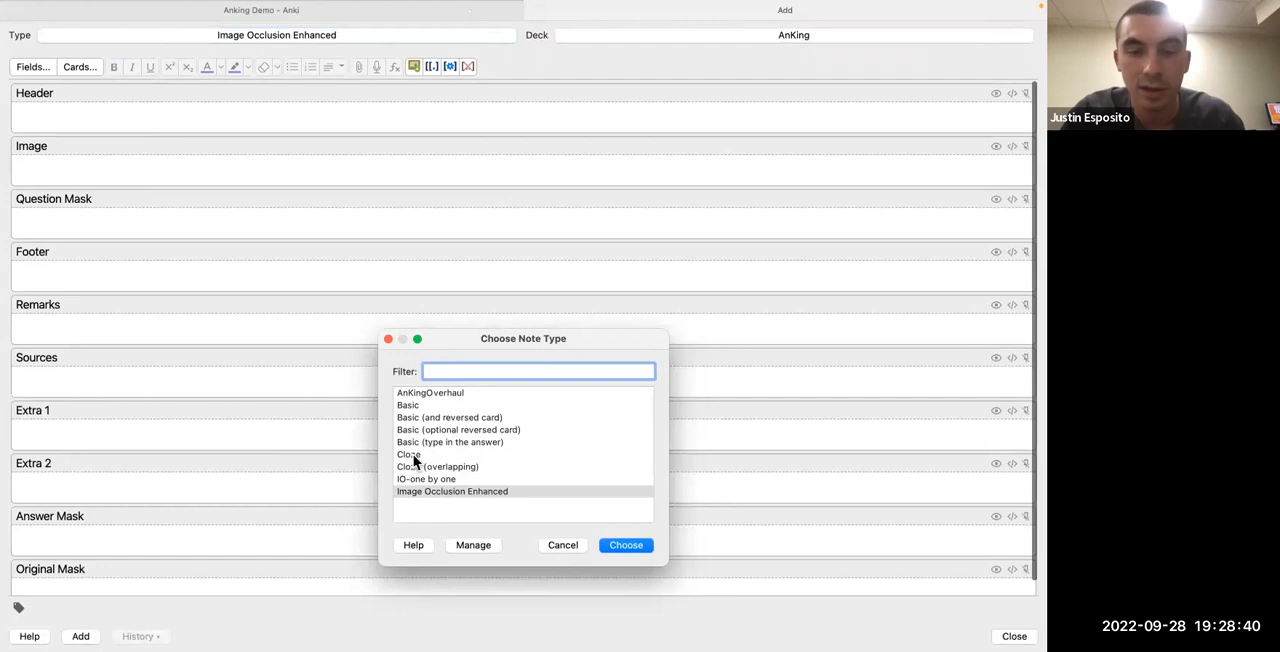 Anking Demo - Anki
Add
Type Image Occlusion Enhanced Deck AnKing
Fields... Cards... B I U X² X₂ A fx [[.] [x]
Header
Image
Question Mask
Footer
Remarks
Sources
Extra 1
Extra 2
Answer Mask
Original Mask
Choose Note Type
Filter:
AnKingOverhaul
Basic
Basic (and reversed card)
Basic (optional reversed card)
Basic (type in the answer)
Cloze
Cloze (overlapping)
IO-one by one
Image Occlusion Enhanced
Help Manage Cancel Choose
Help Add History Close
Justin Esposito
2022-09-28 19:28:40